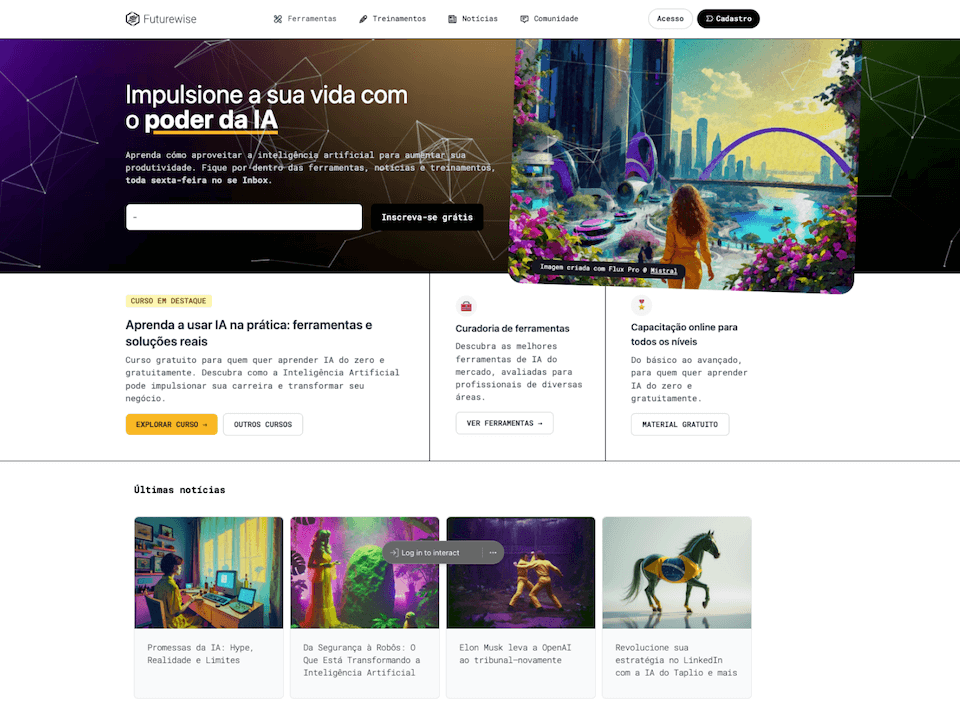 Futurewise
Ferramentas
Treinamentos
Notícias
Comunidade
Acesso
Cadastro
Impulsione a sua vida com
o poder da IA
Aprenda cómo aproveitar a inteligência artificial para aumentar sua
produtividade. Fique por dentro das ferramentas, notícias e treinamentos,
toda sexta-feira no se Inbox.
–
Inscreva-se grátis
Imagem criada com Flux Pro @ Mistral
CURSO EM DESTAQUE
Aprenda a usar IA na prática: ferramentas e
soluções reais
Curso gratuito para quem quer aprender IA do zero e
gratuitamente. Descubra como a Inteligência Artificial
pode impulsionar sua carreira e transformar seu
negócio.
EXPLORAR CURSO →
OUTROS CURSOS
Curadoria de ferramentas
Descubra as melhores
ferramentas de IA do
mercado, avaliadas para
profissionais de diversas
áreas.
VER FERRAMENTAS →
Capacitação online para
todos os níveis
Do básico ao avançado,
para quem quer aprender
IA do zero e
gratuitamente.
MATERIAL GRATUITO
Últimas notícias
Log in to interact
Promessas da IA: Hype,
Realidade e Limites
Da Segurança à Robôs: O
Que Está Transformando a
Inteligência Artificial
Elon Musk leva a OpenAI
ao tribunal—novamente
Revolucione sua
estratégia no LinkedIn
com a IA do Taplio e mais